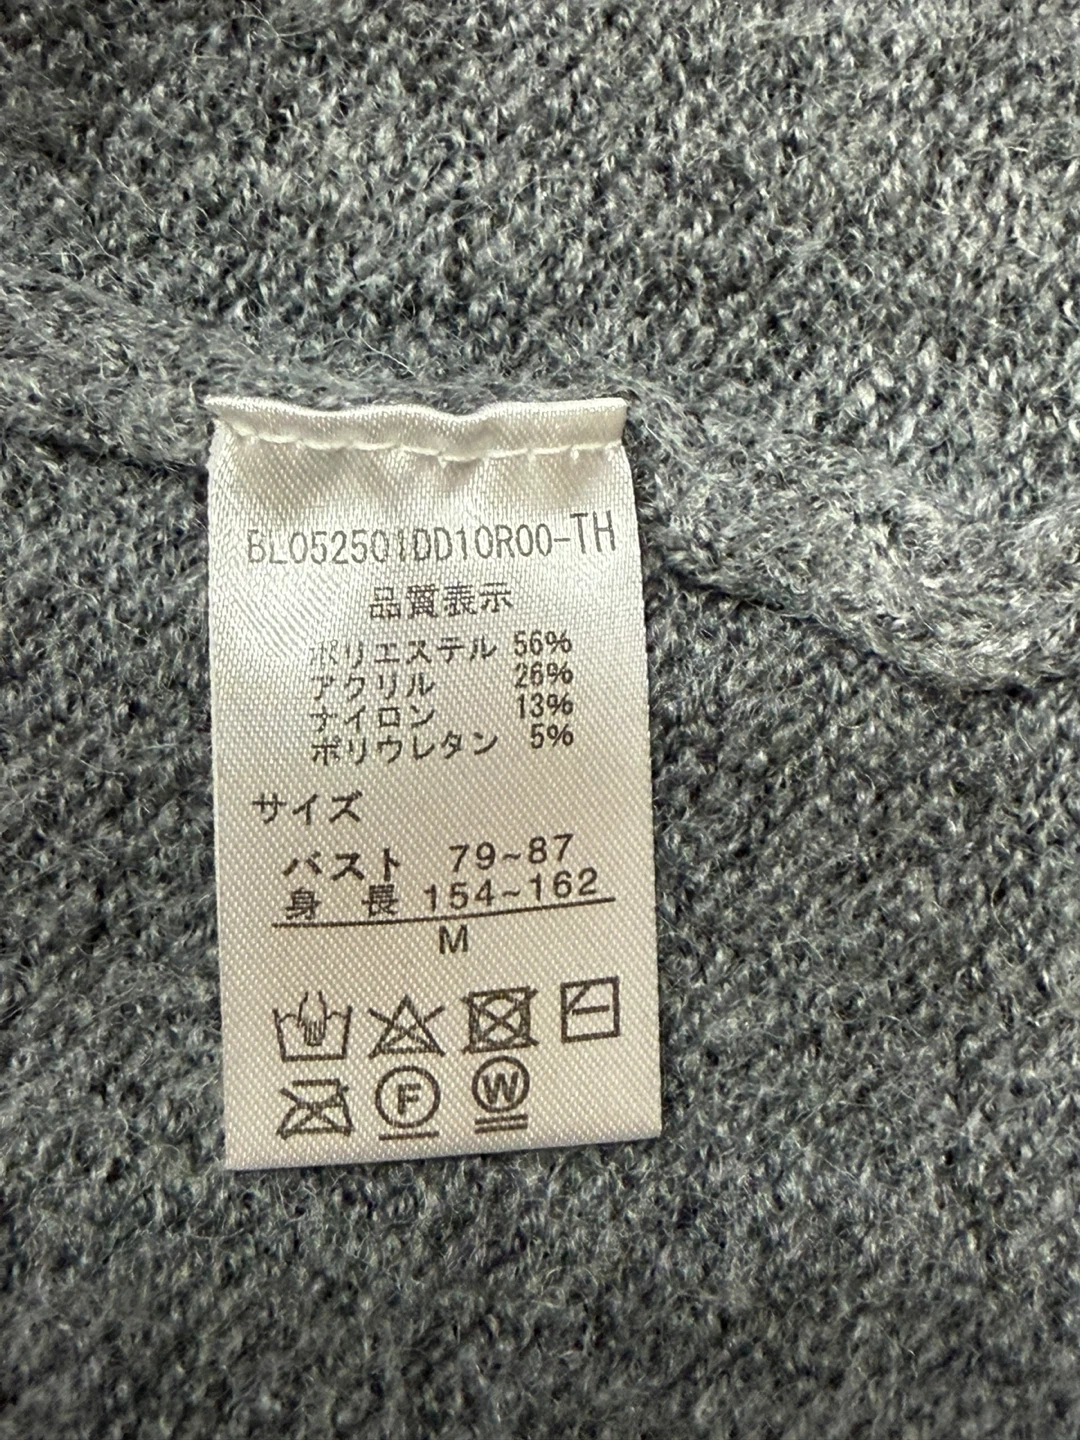 BL052501DD10R00-TH
品質表示
ポリエステル 56%
アクリル 26%
ナイロン 13%
ポリウレタン 5%
サイズ
バスト 79~87
身 長 154~162
M
F W